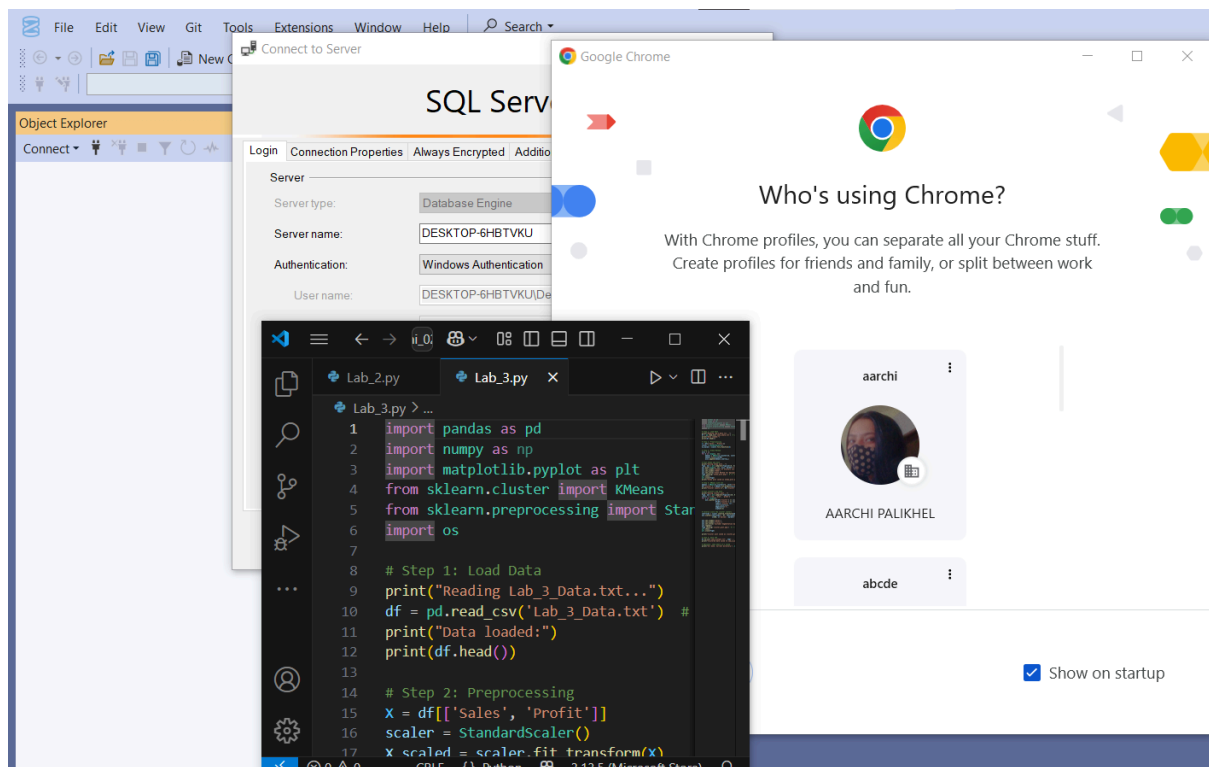 File Edit View Git Tools Extensions Window Help Search
New
Object Explorer
Connect
Connect to Server
SQL
Login Connection Properties Always Encrypted
Server
Server type: Database Engine
Server name: DESKTOP-6HBTVKU
Authentication: Windows Authentication
User name: DESKTOP-6HBTVKU\De
Google Chrome
Who's using Chrome?
With Chrome profiles, you can separate all your Chrome stuff.
Create profiles for friends and family, or split between work
and fun.
aarchi
AARCHI PALIKHEL
abcde
Show on startup
Lab_2.py Lab_3.py
Lab_3.py > ...
1 import pandas as pd
2 import numpy as np
3 import matplotlib.pyplot as plt
4 from sklearn.cluster import KMeans
5 from sklearn.preprocessing import Star
6 import os
7
8 # Step 1: Load Data
9 print("Reading Lab_3_Data.txt...")
10 df = pd.read_csv('Lab_3_Data.txt') #
11 print("Data loaded:")
12 print(df.head())
13
14 # Step 2: Preprocessing
15 X = df[['Sales', 'Profit']]
16 scaler = StandardScaler()
17 X_scaled = scaler.fit_transform(X)